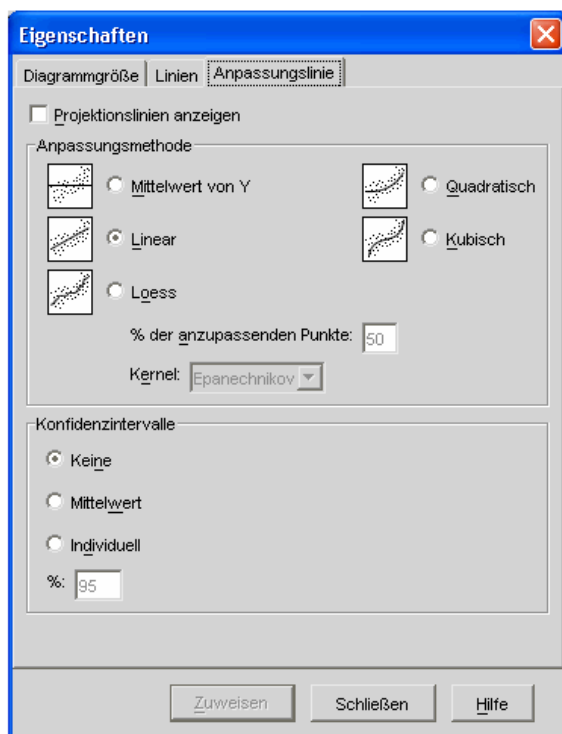 Eigenschaften
Diagrammgröße Linien Anpassungslinie
Projektionslinien anzeigen
Anpassungsmethode
Mittelwert von Y Quadratisch
Linear Kubisch
Loess
% der anzupassenden Punkte: 50
Kernel: Epanechnikov
Konfidenzintervalle
Keine
Mittelwert
Individuell
%: 95
Zuweisen Schließen Hilfe